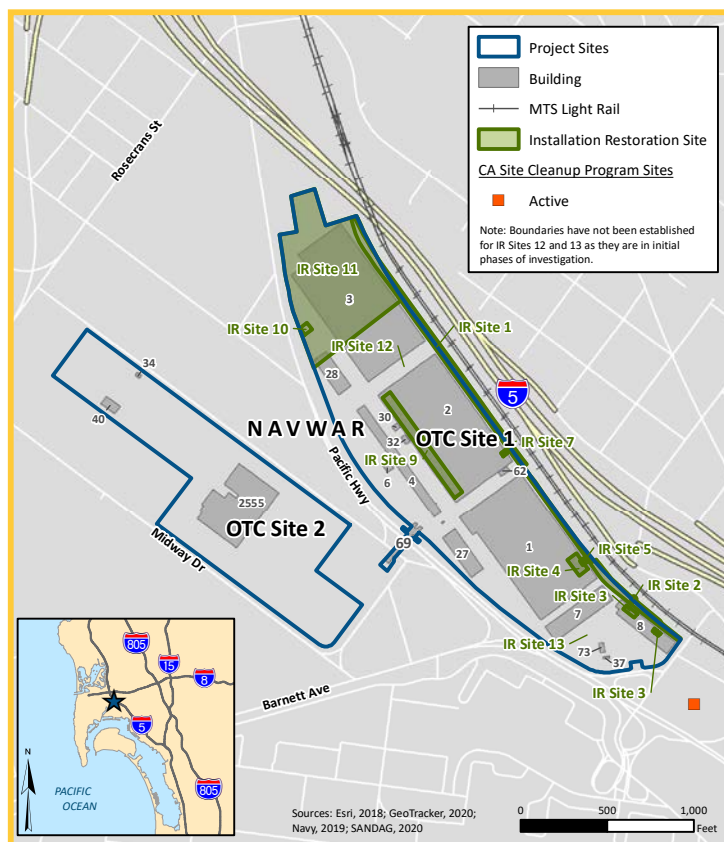 Project Sites
Building
MTS Light Rail
Installation Restoration Site
CA Site Cleanup Program Sites
Active
Note: Boundaries have not been established
for IR Sites 12 and 13 as they are in initial
phases of investigation.
Rosecrans St
IR Site 11
3
IR Site 10
IR Site 1
IR Site 12
34
28
5
40
2
30
NAVWAR
OTC Site 1
IR Site 7
32
IR Site 9
62
Pacific Hwy
6
4
2555
OTC Site 2
69
1
27
IR Site 5
Midway Dr
IR Site 4
IR Site 2
IR Site 3
7
8
IR Site 13
73
37
IR Site 3
Barnett Ave
805
15
8
5
805
N
PACIFIC
OCEAN
Sources: Esri, 2018; GeoTracker, 2020;
Navy, 2019; SANDAG, 2020
0 500 1,000
Feet